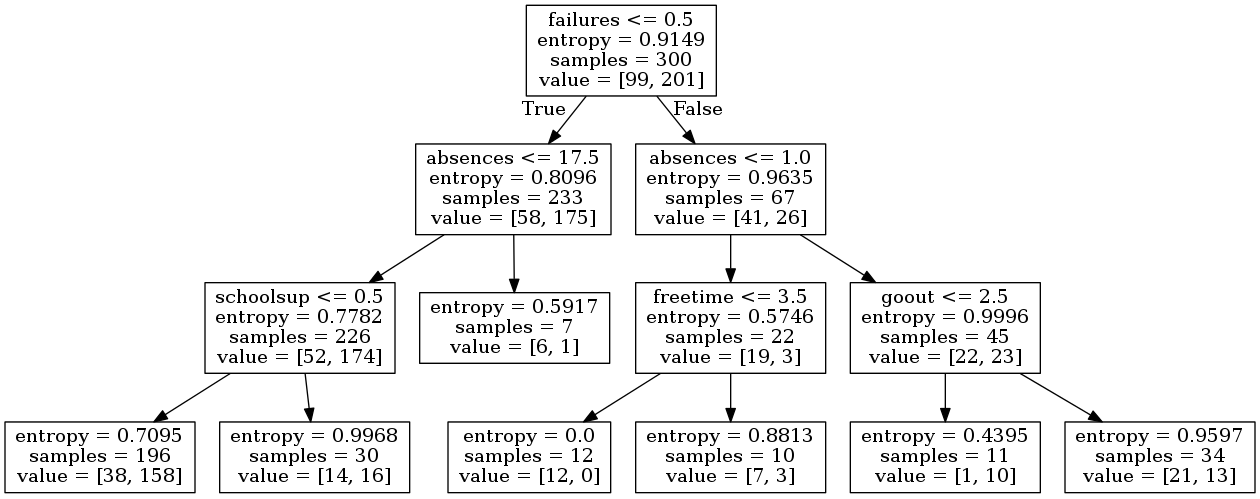 failures <= 0.5
entropy = 0.9149
samples = 300
value = [99, 201]
True
False
absences <= 17.5
entropy = 0.8096
samples = 233
value = [58, 175]
absences <= 1.0
entropy = 0.9635
samples = 67
value = [41, 26]
schoolsup <= 0.5
entropy = 0.7782
samples = 226
value = [52, 174]
entropy = 0.5917
samples = 7
value = [6, 1]
freetime <= 3.5
entropy = 0.5746
samples = 22
value = [19, 3]
goout <= 2.5
entropy = 0.9996
samples = 45
value = [22, 23]
entropy = 0.7095
samples = 196
value = [38, 158]
entropy = 0.9968
samples = 30
value = [14, 16]
entropy = 0.0
samples = 12
value = [12, 0]
entropy = 0.8813
samples = 10
value = [7, 3]
entropy = 0.4395
samples = 11
value = [1, 10]
entropy = 0.9597
samples = 34
value = [21, 13]